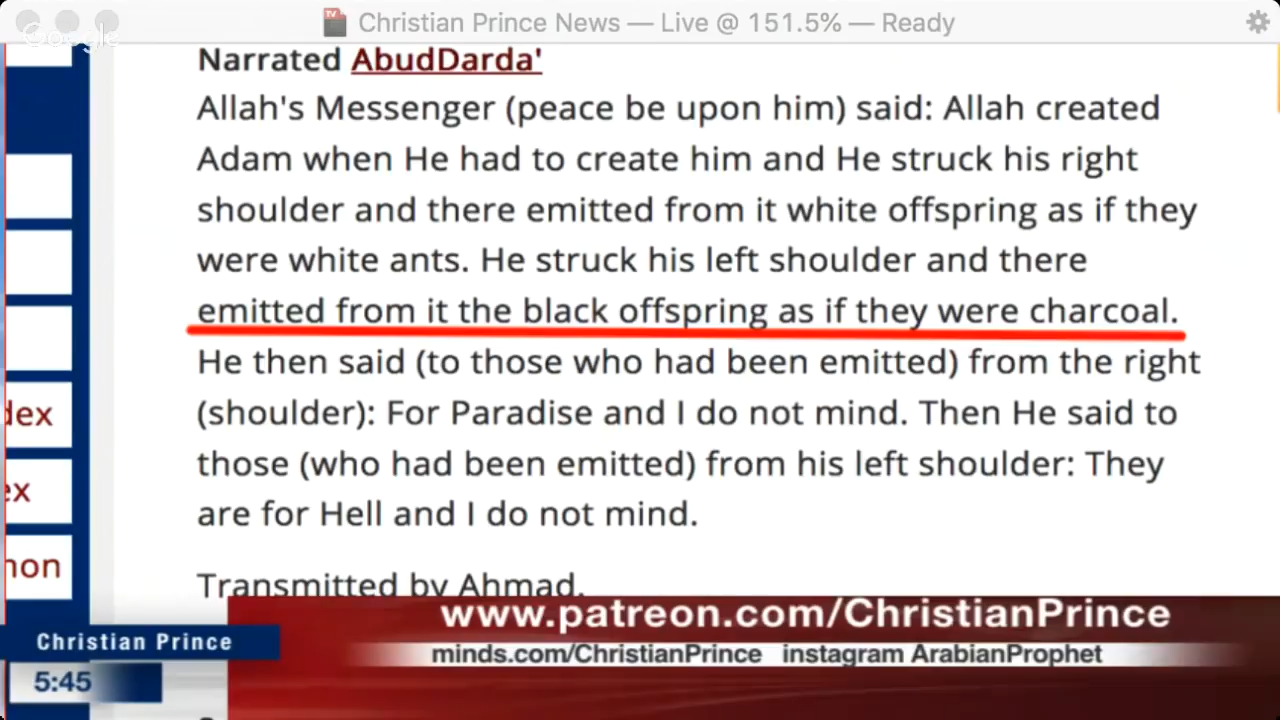 Christian Prince News — Live @ 151.5% — Ready
Google
Narrated AbudDarda'
Allah's Messenger (peace be upon him) said: Allah created
Adam when He had to create him and He struck his right
shoulder and there emitted from it white offspring as if they
were white ants. He struck his left shoulder and there
emitted from it the black offspring as if they were charcoal.
He then said (to those who had been emitted) from the right
(shoulder): For Paradise and I do not mind. Then He said to
dex
those (who had been emitted) from his left shoulder: They
ex
are for Hell and I do not mind.
Transmitted by Ahmad.
www.patreon.com/ChristianPrince
Christian Prince
minds.com/ChristianPrince instagram ArabianProphet
5:45